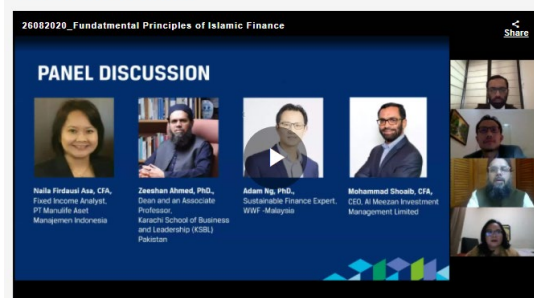 26082020_Fundatmental Principles of Islamic Finance
Share
PANEL DISCUSSION
Naila Firdausi Asa, CFA,
Fixed Income Analyst,
PT Manulife Aset
Manajemen Indonesia
Zeeshan Ahmed, PhD.,
Dean and an Associate
Professor,
Karachi School of Business
and Leadership (KSBL)
Pakistan
Adam Ng, PhD.,
Sustainable Finance Expert,
WWF -Malaysia
Mohammad Shoaib, CFA,
CEO, Al Meezan Investment
Management Limited